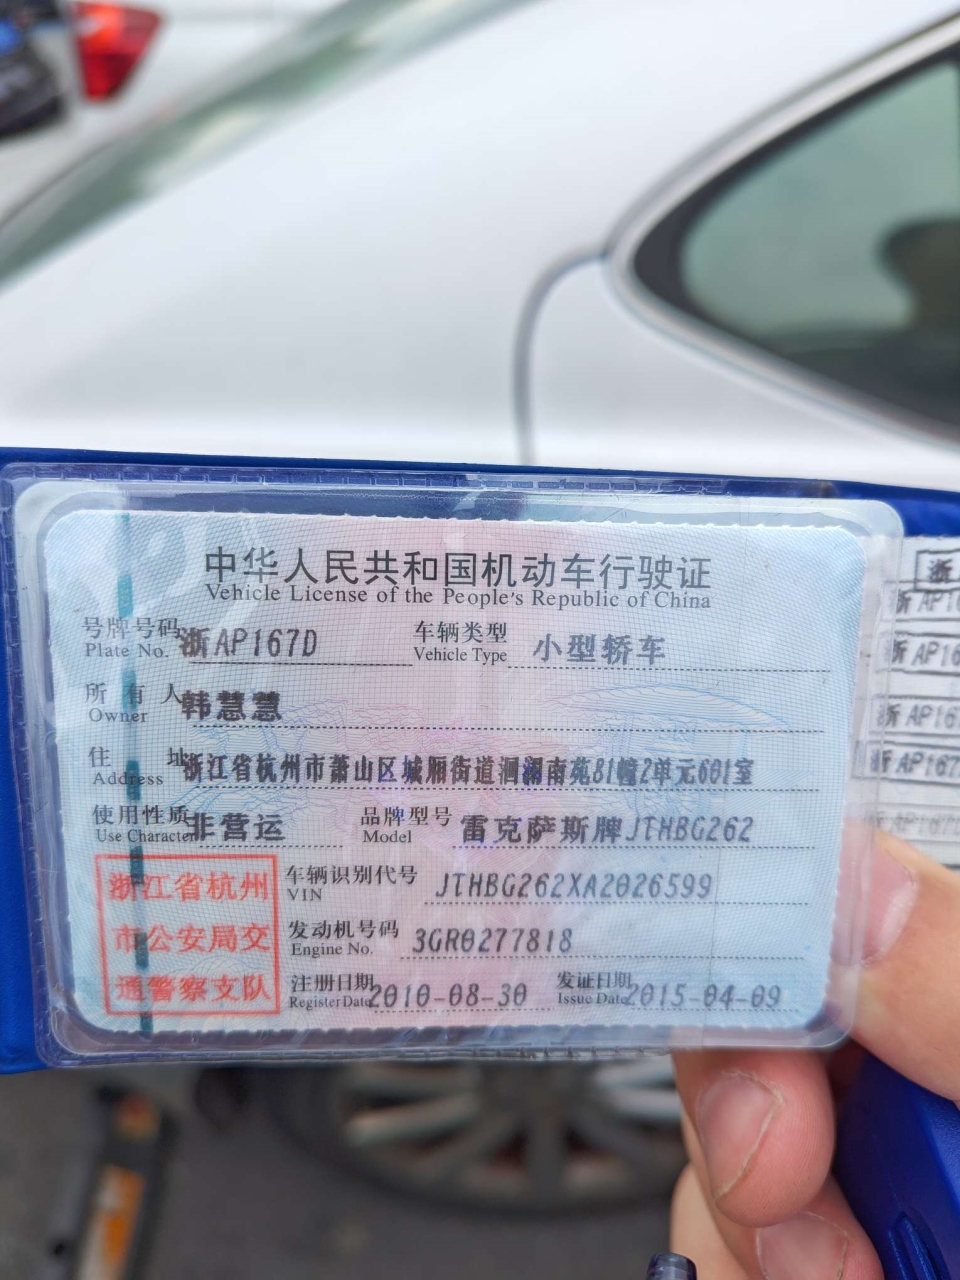 中华人民共和国机动车行驶证
Vehicle License of the People's Republic of China
号牌号码 浙AP167D 车辆类型 小型轿车
Plate No. Vehicle Type
所有人 韩慧慧
Owner
住址 浙江省杭州市萧山区城厢街道洄澜南苑81幢2单元601室
Address
使用性质 非营运 品牌型号 雷克萨斯牌JTHBG262
Use Character Model
浙江省杭州
市公安局交
通警察支队
车辆识别代号 JTHBG262XA2026599
VIN
发动机号码 3GR0277818
Engine No.
注册日期 2010-08-30 发证日期 2015-04-09
Register Date Issue Date
浙
浙AP16
浙AP16
浙AP167
浙AP167